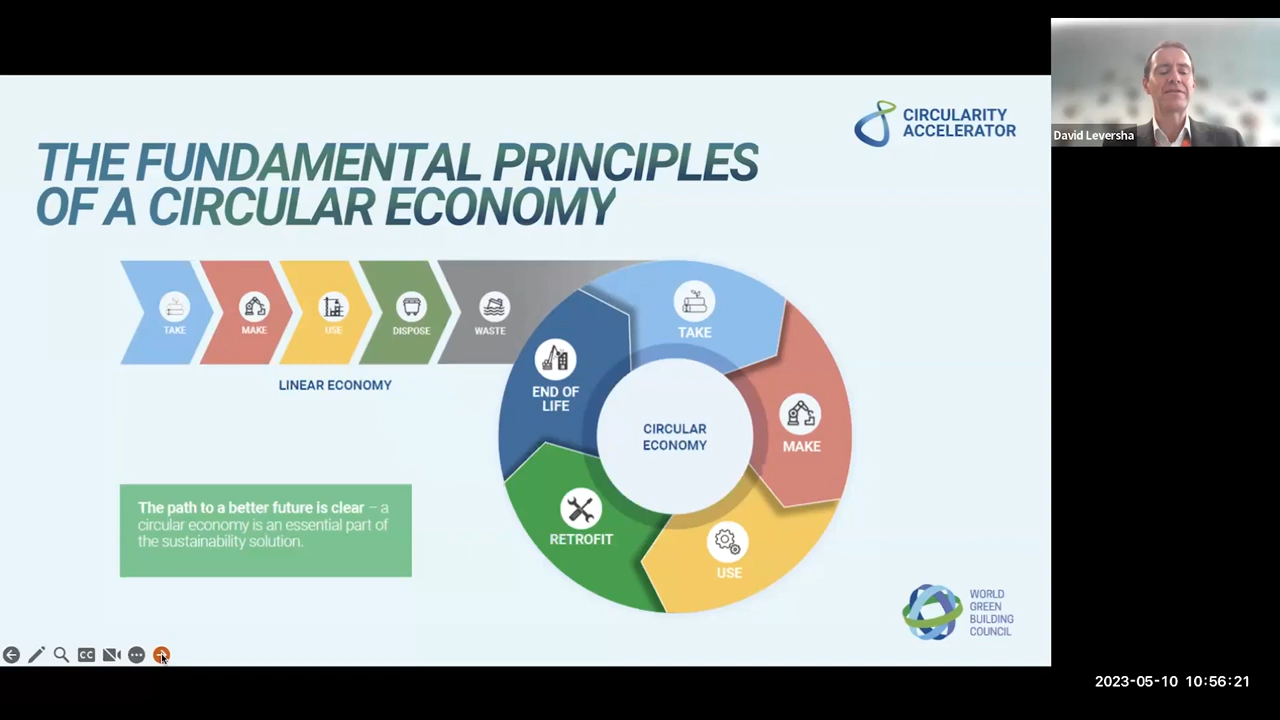 THE FUNDAMENTAL PRINCIPLES
OF A CIRCULAR ECONOMY
CIRCULARITY
ACCELERATOR
David Leversha
TAKE
MAKE
USE
DISPOSE
WASTE
LINEAR ECONOMY
TAKE
MAKE
USE
RETROFIT
END OF
LIFE
CIRCULAR
ECONOMY
The path to a better future is clear – a
circular economy is an essential part of
the sustainability solution.
WORLD
GREEN
BUILDING
COUNCIL
CC
2023-05-10 10:56:21